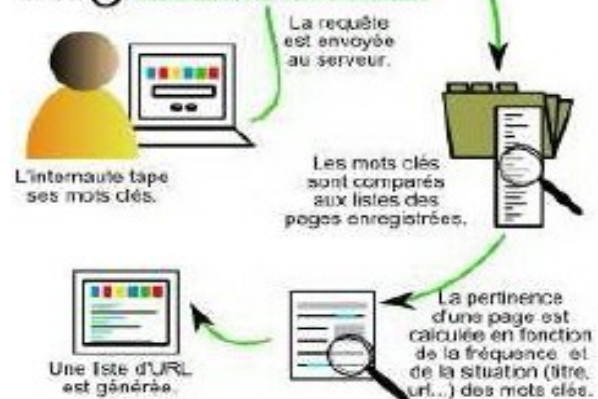 La requête
est envoyée
au serveur.
L'internaute tape
ses mots clés.
Les mots clés
sont comparés
aux listes des
pages enregistrées.
La pertinence
d'une page est
calculée en fonction
de la fréquence et
de la situation (titre,
url...) des mots clés.
Une liste d'URL
est générée.